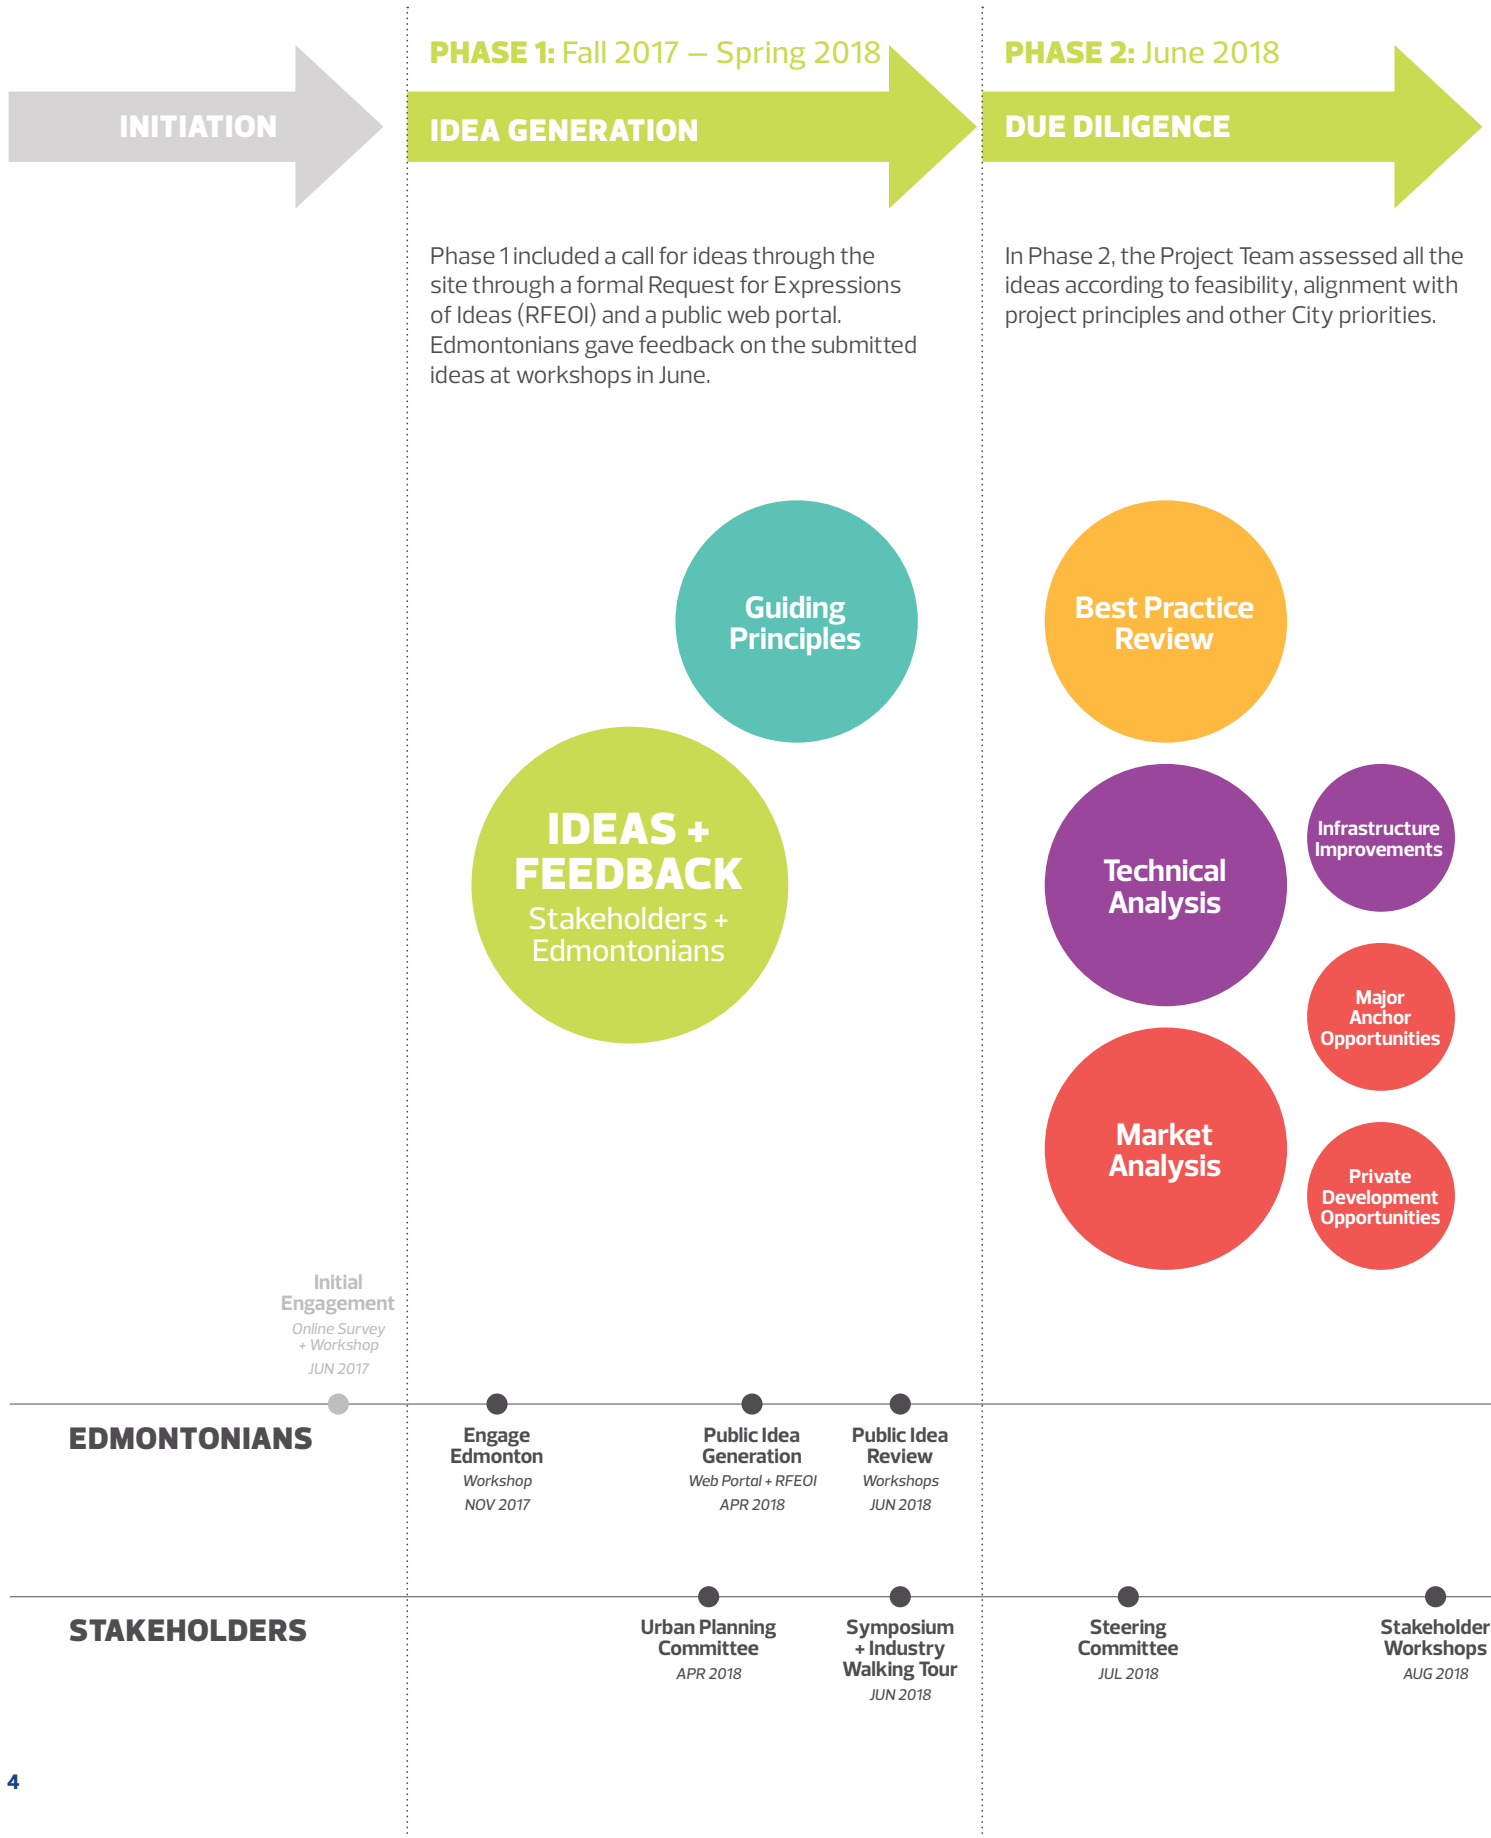 INITIATION
PHASE 1: Fall 2017 – Spring 2018
IDEA GENERATION
Phase 1 included a call for ideas through the
site through a formal Request for Expressions
of Ideas (RFEOI) and a public web portal.
Edmontonians gave feedback on the submitted
ideas at workshops in June.
PHASE 2: June 2018
DUE DILIGENCE
In Phase 2, the Project Team assessed all the
ideas according to feasibility, alignment with
project principles and other City priorities.
Guiding
Principles
IDEAS +
FEEDBACK
Stakeholders +
Edmontonians
Best Practice
Review
Technical
Analysis
Infrastructure
Improvements
Major
Anchor
Opportunities
Market
Analysis
Private
Development
Opportunities
Initial
Engagement
Online Survey
+ Workshop
JUN 2017
EDMONTONIANS
Engage
Edmonton
Workshop
NOV 2017
Public Idea
Generation
Web Portal + RFEOI
APR 2018
Public Idea
Review
Workshops
JUN 2018
STAKEHOLDERS
Urban Planning
Committee
APR 2018
Symposium
+ Industry
Walking Tour
JUN 2018
Steering
Committee
JUL 2018
Stakeholder
Workshops
AUG 2018
4